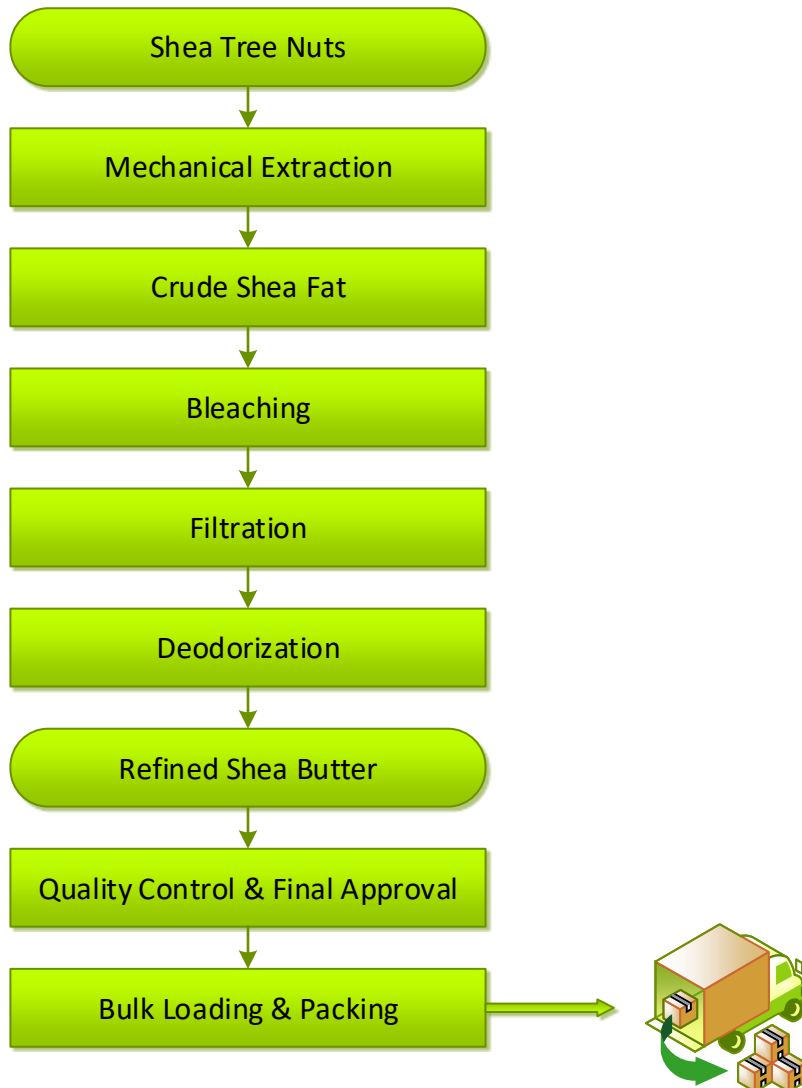 Shea Tree Nuts
Mechanical Extraction
Crude Shea Fat
Bleaching
Filtration
Deodorization
Refined Shea Butter
Quality Control & Final Approval
Bulk Loading & Packing